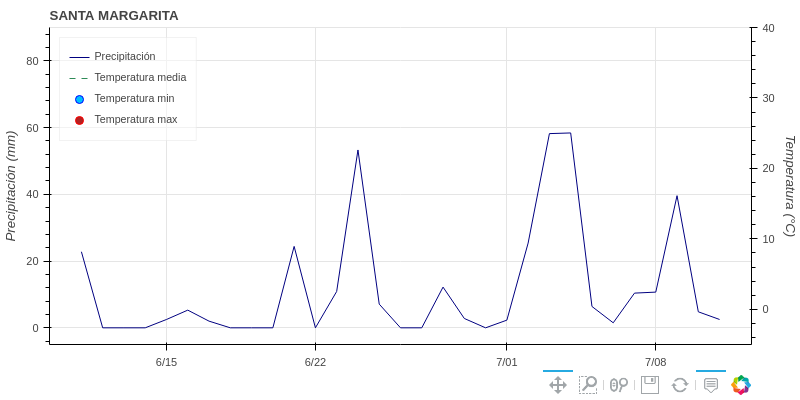 SANTA MARGARITA
Precipitación
Temperatura media
Temperatura min
Temperatura max
Precipitación (mm)
80
60
40
20
0
40
30
20
10
0
Temperatura (°C)
6/15
6/22
7/01
7/08